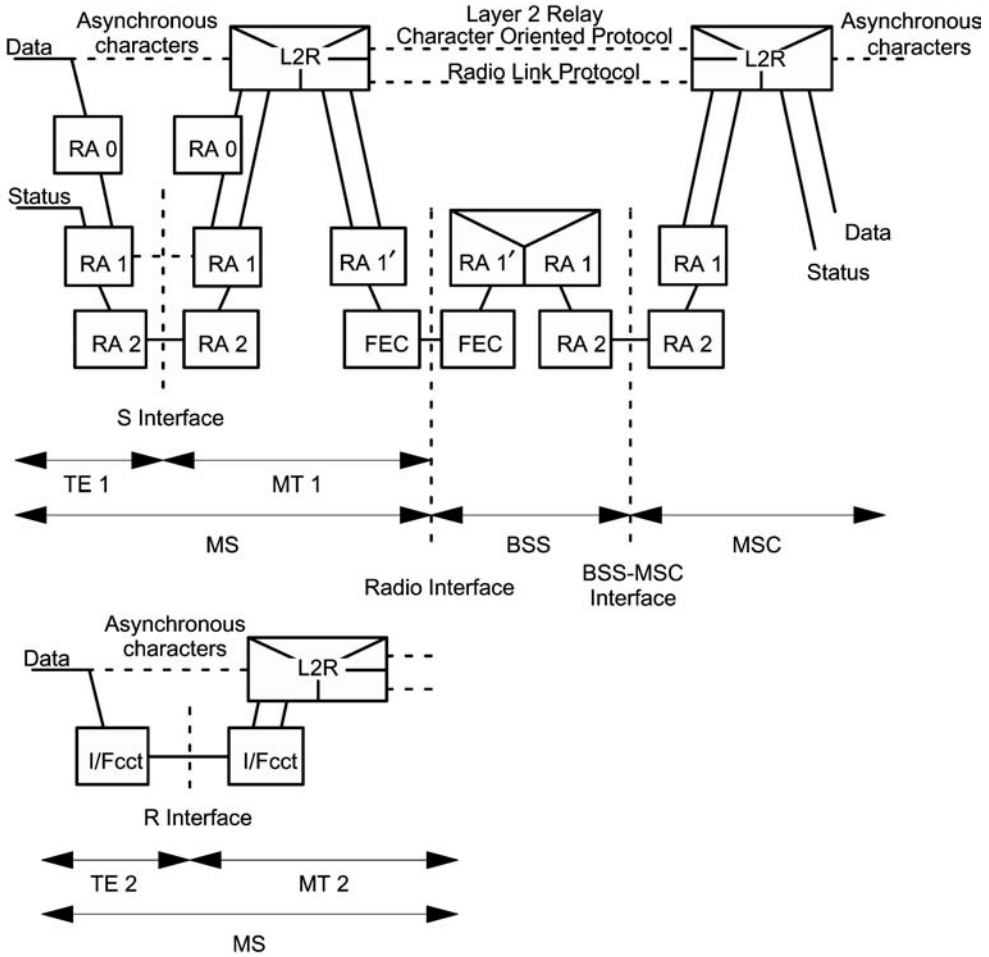 Layer 2 Relay
Character Oriented Protocol
Asynchronous
characters
Asynchronous
characters
Data
L2R
L2R
Radio Link Protocol
RA 0
RA 0
Status
RA 1
RA 1
RA 1′
RA 1′
RA 1
RA 1
Data
Status
RA 2
RA 2
FEC
FEC
RA 2
RA 2
S Interface
TE 1
MT 1
MS
BSS
MSC
Radio Interface
BSS-MSC
Interface
Asynchronous
characters
Data
L2R
I/Fcct
I/Fcct
R Interface
TE 2
MT 2
MS